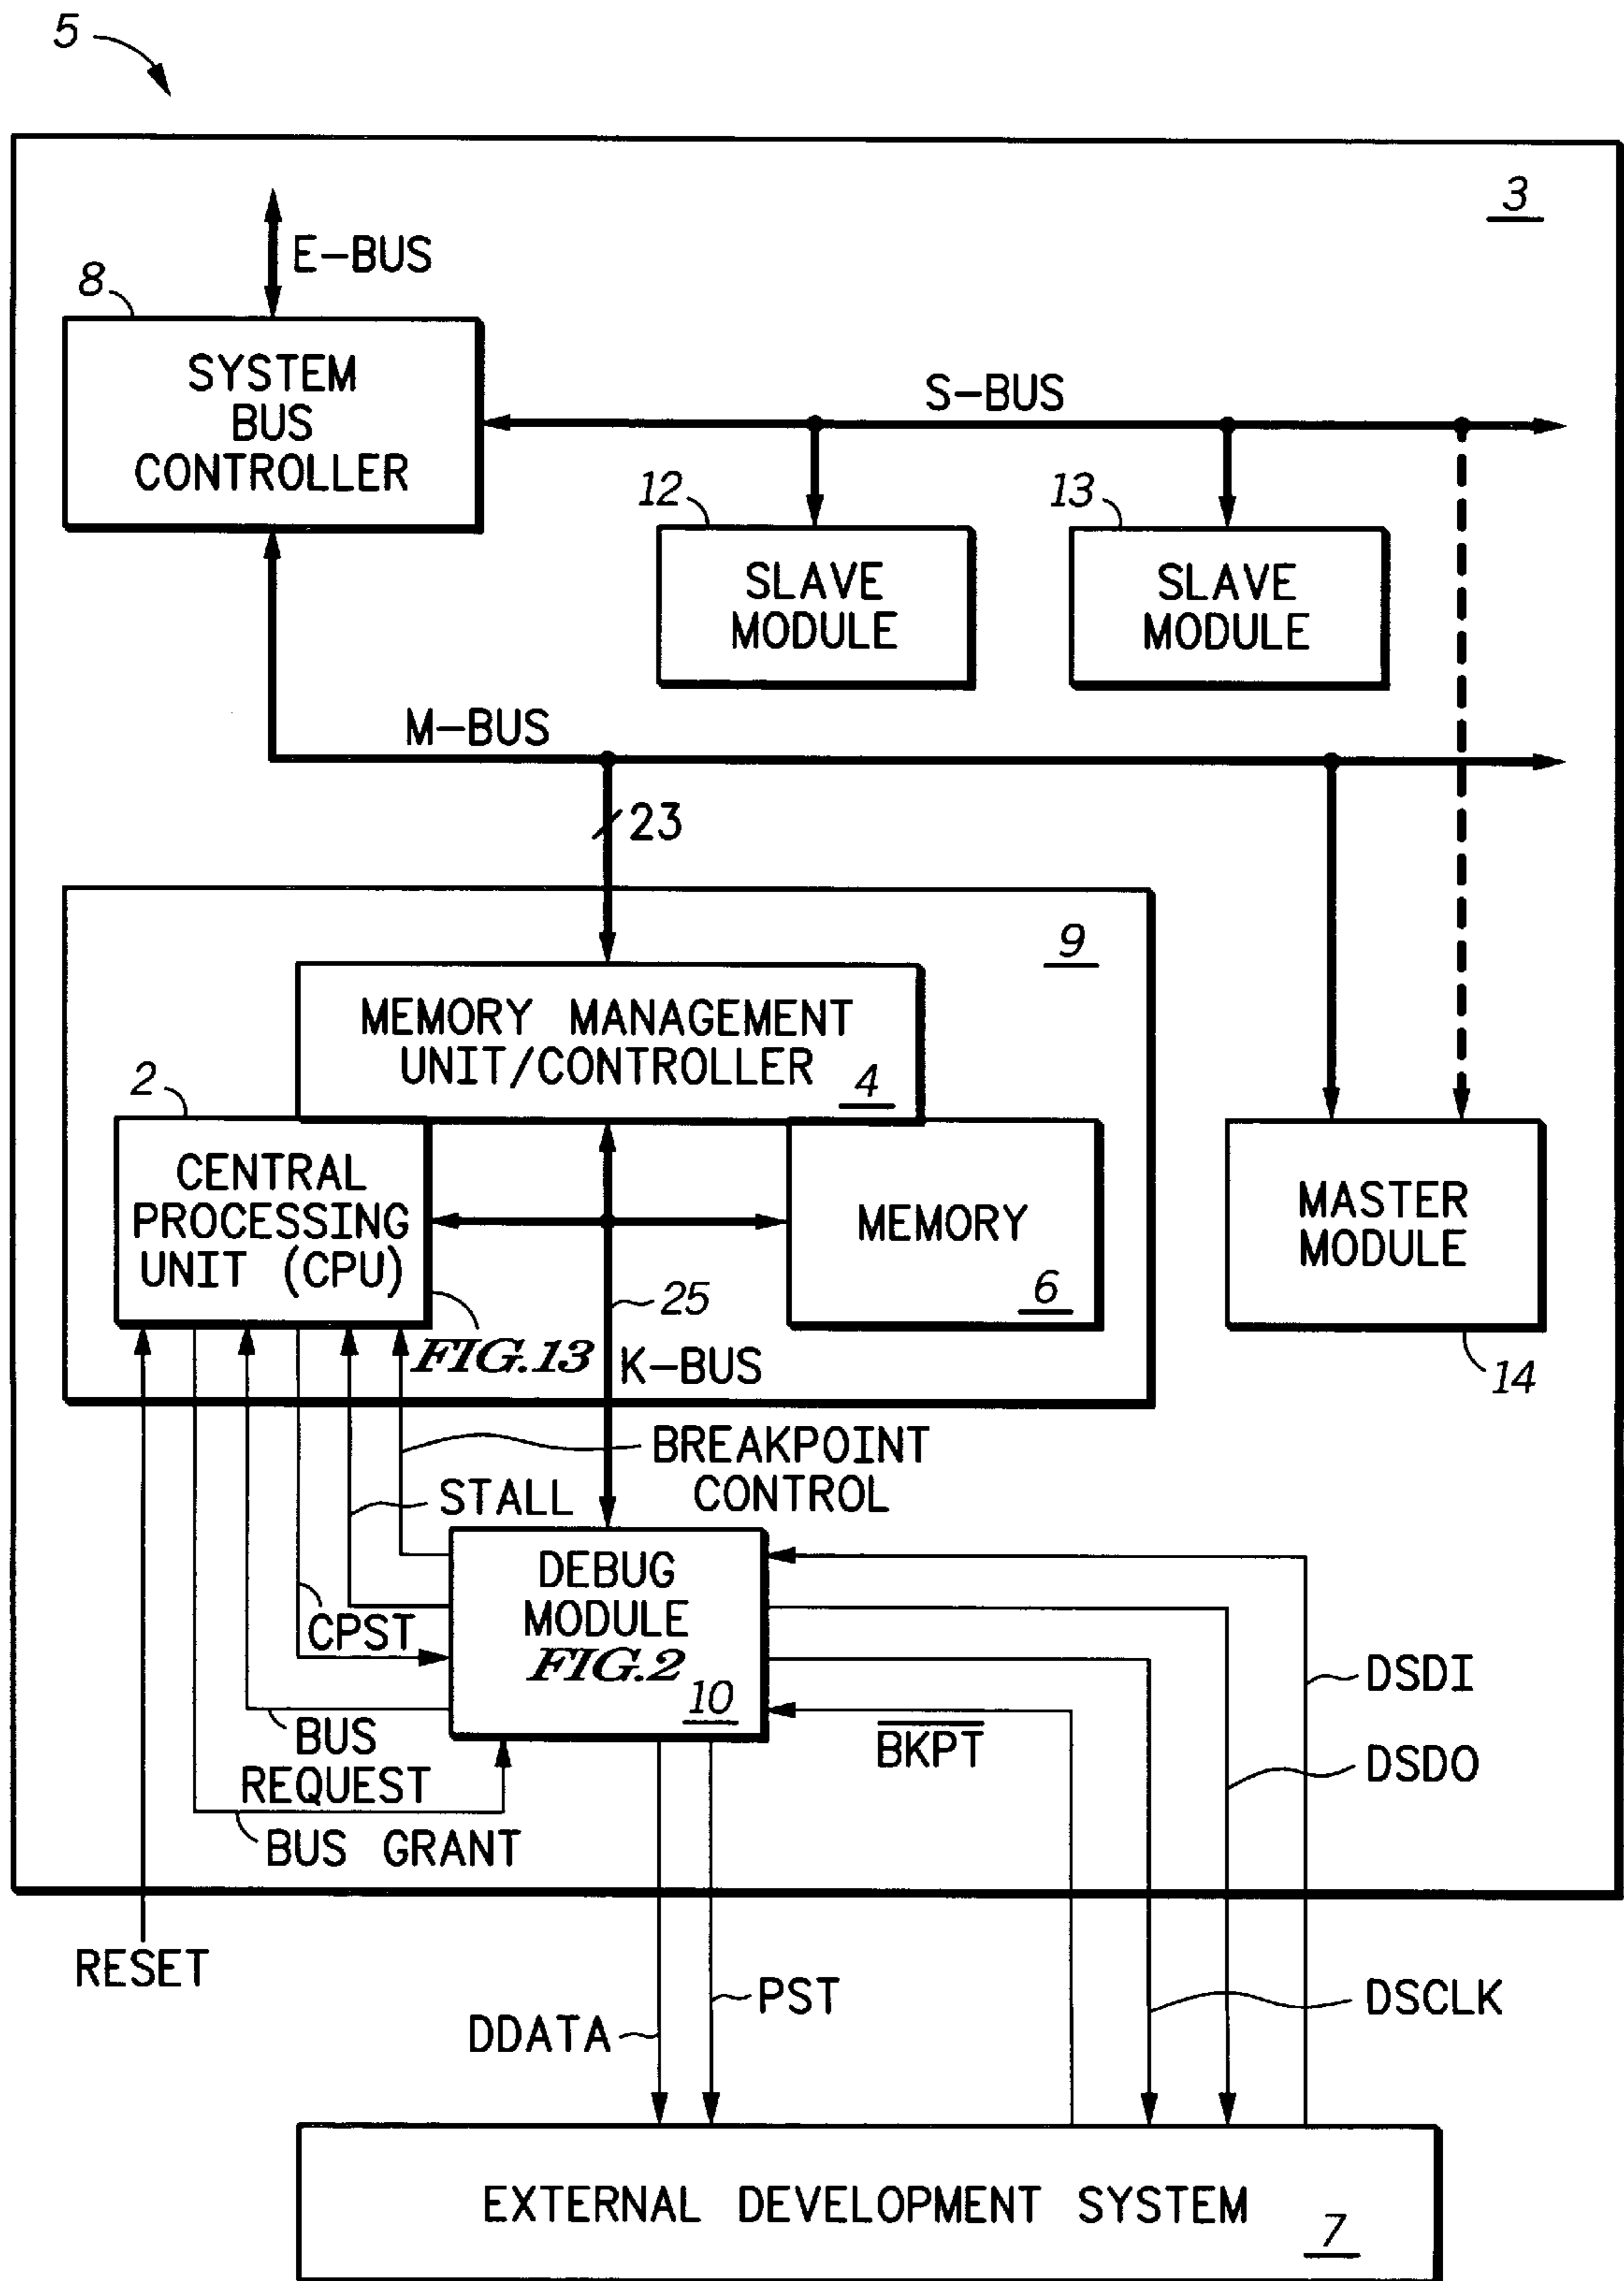 5
3
E-BUS
8
SYSTEM
BUS
CONTROLLER
S-BUS
12
SLAVE
MODULE
13
SLAVE
MODULE
M-BUS
23
9
MEMORY MANAGEMENT
UNIT/CONTROLLER
4
2
CENTRAL
PROCESSING
UNIT (CPU)
MEMORY
6
MASTER
MODULE
14
25
FIG.13
K-BUS
BREAKPOINT
CONTROL
STALL
DEBUG
MODULE
FIG.2
10
CPST
BUS
REQUEST
BUS GRANT
BKPT
DSDI
DSDO
RESET
DDATA
PST
DSCLK
EXTERNAL DEVELOPMENT SYSTEM
7